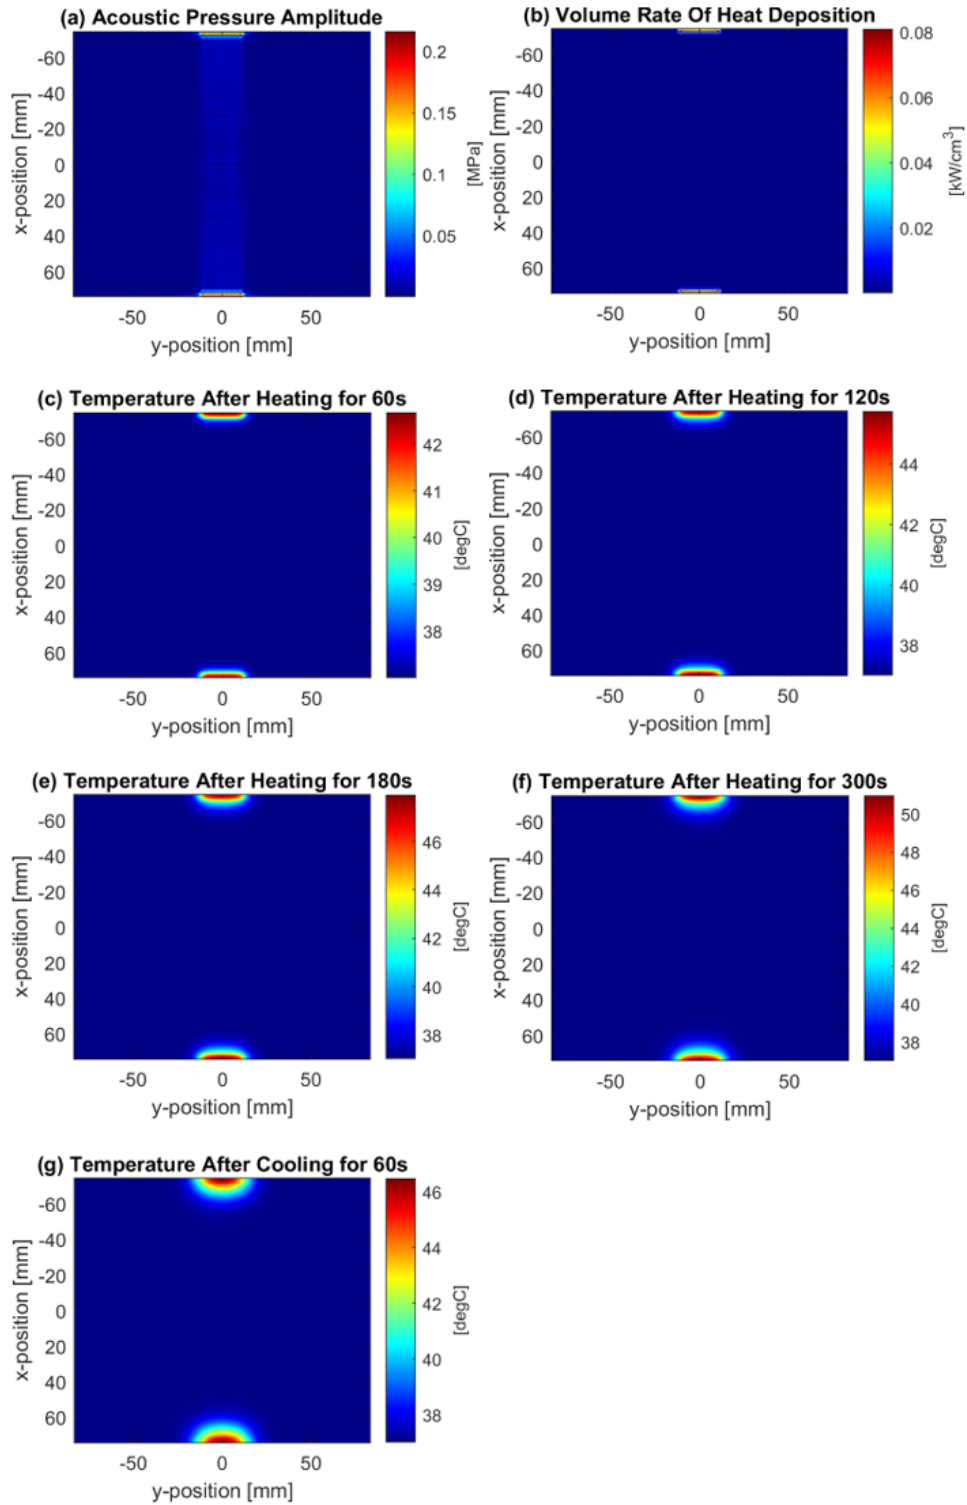 (a) Acoustic Pressure Amplitude
-60
-40
-20
0
20
40
60
x-position [mm]
-50 0 50
y-position [mm]
0.2
0.15
0.1
0.05
[MPa]
(b) Volume Rate Of Heat Deposition
-60
-40
-20
0
20
40
60
x-position [mm]
-50 0 50
y-position [mm]
0.08
0.06
0.04
0.02
[kW/cm³]
(c) Temperature After Heating for 60s
-60
-40
-20
0
20
40
60
x-position [mm]
-50 0 50
y-position [mm]
42
41
40
39
38
[degC]
(d) Temperature After Heating for 120s
-60
-40
-20
0
20
40
60
x-position [mm]
-50 0 50
y-position [mm]
44
42
40
38
[degC]
(e) Temperature After Heating for 180s
-60
-40
-20
0
20
40
60
x-position [mm]
-50 0 50
y-position [mm]
46
44
42
40
38
[degC]
(f) Temperature After Heating for 300s
-60
-40
-20
0
20
40
60
x-position [mm]
-50 0 50
y-position [mm]
50
48
46
44
42
40
38
[degC]
(g) Temperature After Cooling for 60s
-60
-40
-20
0
20
40
60
x-position [mm]
-50 0 50
y-position [mm]
46
44
42
40
38
[degC]